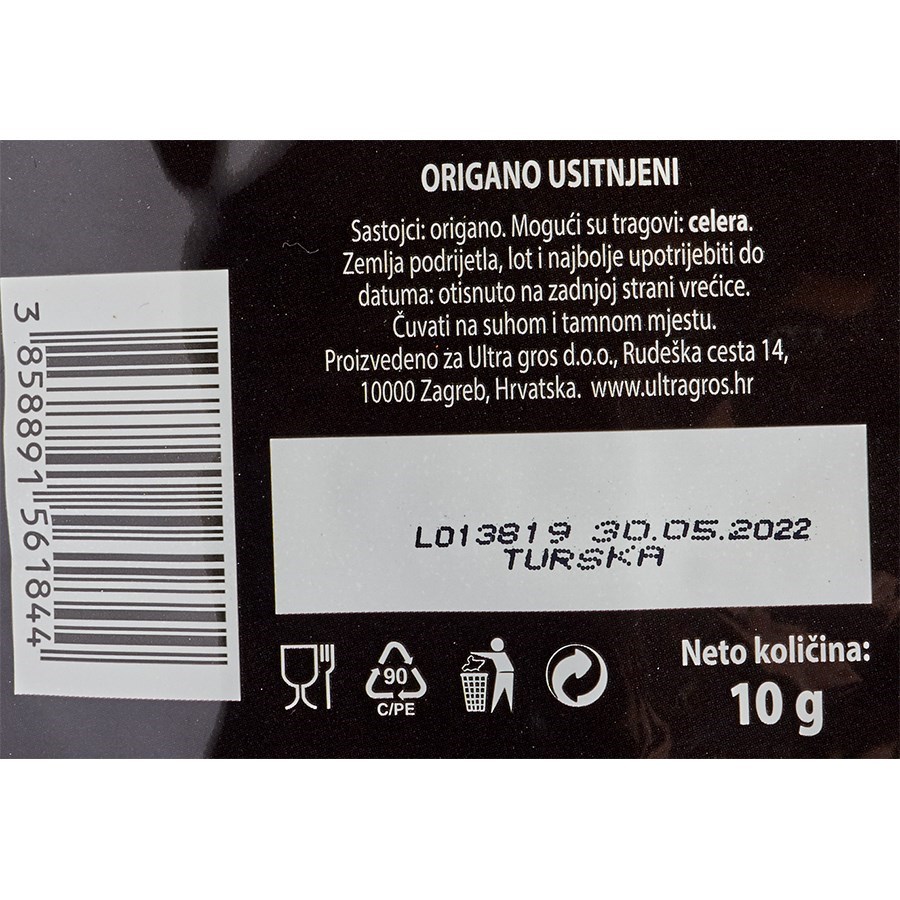 ORIGANO USITNJENI
Sastojci: origano. Mogući su tragovi: celera.
Zemlja podrijetla, lot i najbolje upotrijebiti do
datuma: otisnuto na zadnjoj strani vrećice.
Čuvati na suhom i tamnom mjestu.
Proizvedeno za Ultra gros d.o.o., Rudeška cesta 14,
10000 Zagreb, Hrvatska. www.ultragros.hr
3 858891 561844
L013819 30.05.2022
TURSKA
90
C/PE
Neto količina:
10 g